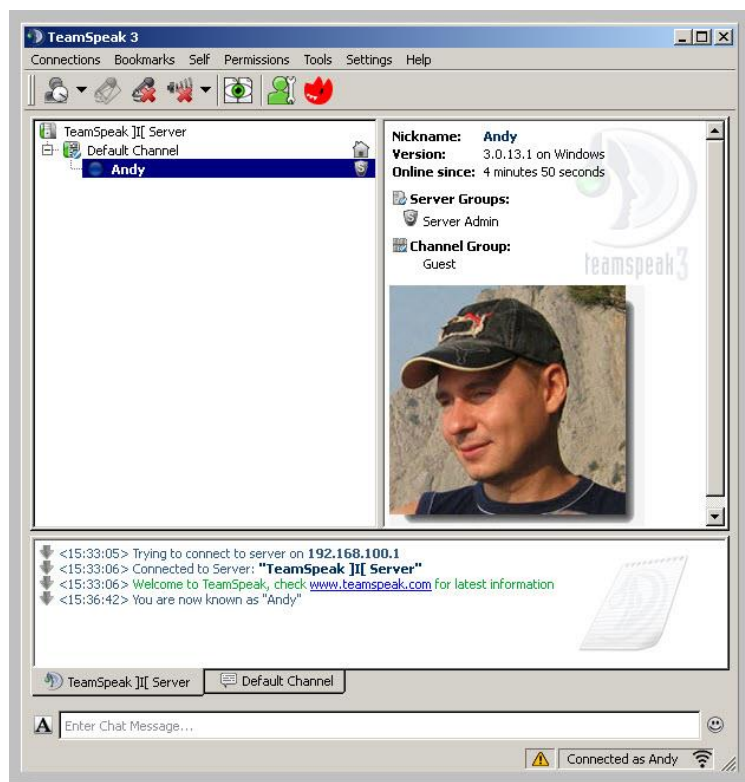 TeamSpeak 3
Connections Bookmarks Self Permissions Tools Settings Help
TeamSpeak ]I[ Server
Default Channel
Andy
Nickname: Andy
Version: 3.0.13.1 on Windows
Online since: 4 minutes 50 seconds
Server Groups:
Server Admin
Channel Group:
Guest
teamspeak 3
<15:33:05> Trying to connect to server on 192.168.100.1
<15:33:06> Connected to Server: "TeamSpeak ]I[ Server"
<15:33:06> Welcome to TeamSpeak, check www.teamspeak.com for latest information
<15:36:42> You are now known as "Andy"
TeamSpeak ]I[ Server
Default Channel
A
Enter Chat Message...
Connected as Andy